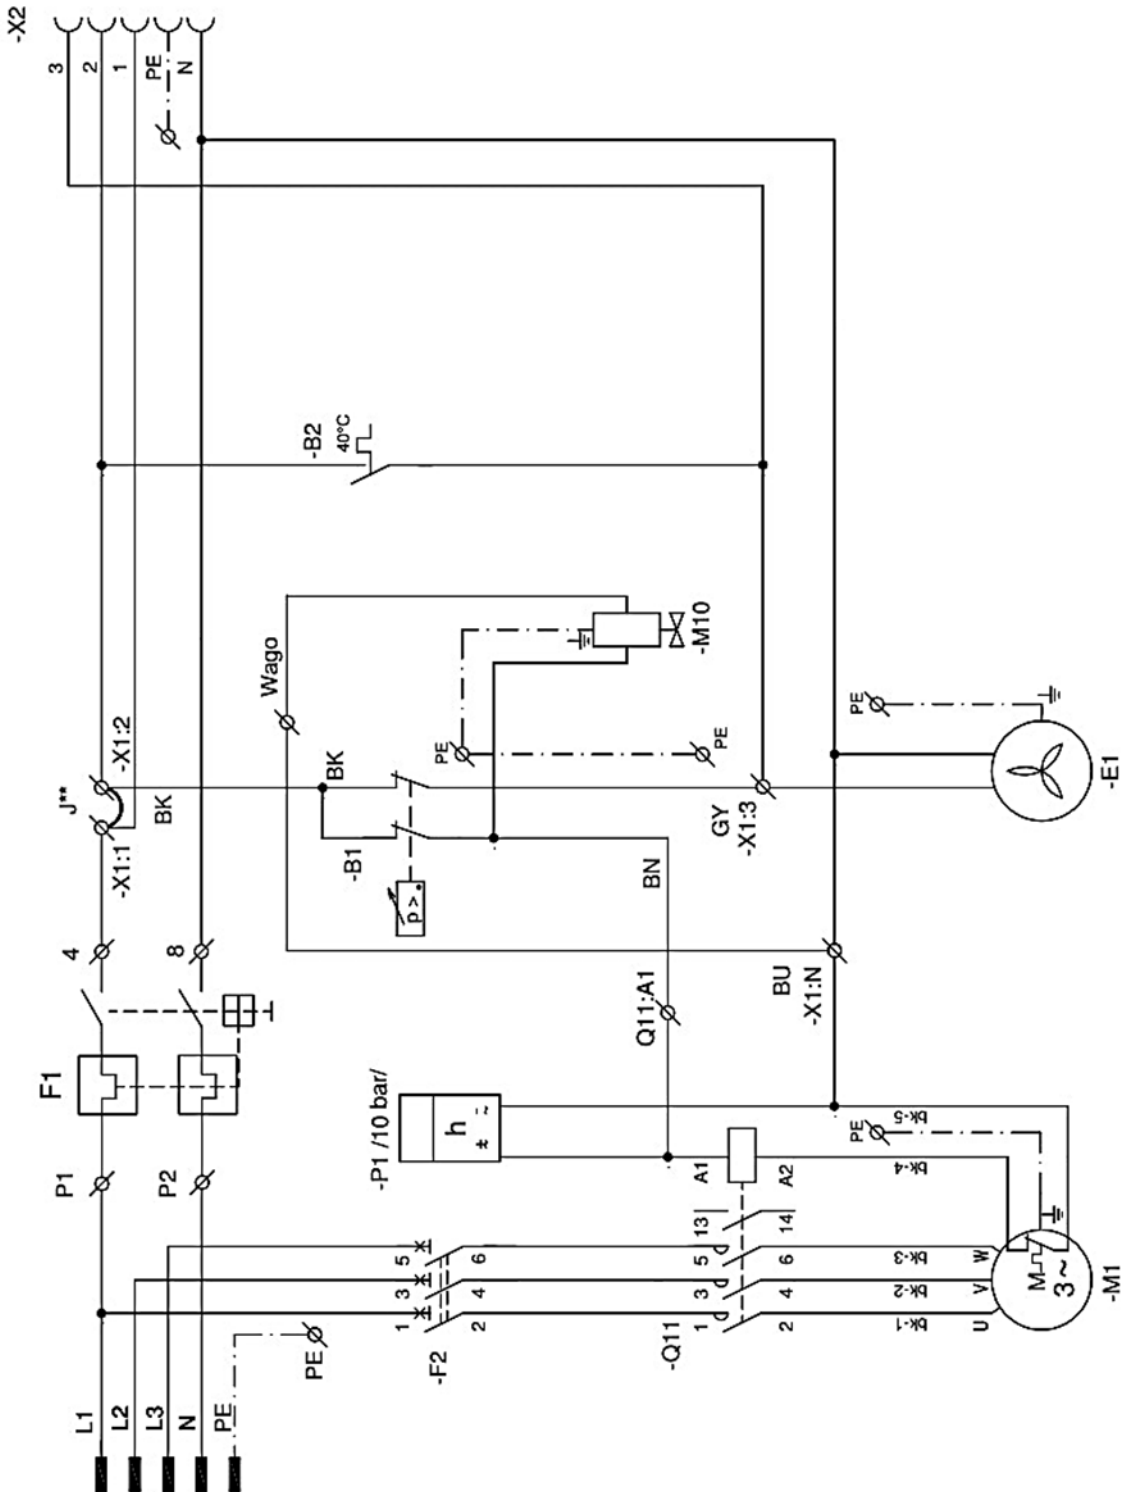 -X2
3
2
1
PE
N
-B2
40°C
Wago
-M10
PE
PE
J**
-X1:2
-X1:1
BK
BK
-B1
p >
GY
-X1:3
BN
PE
-E1
4
8
F1
Q11:A1
BU
-X1:N
-P1 /10 bar/
h
P1
P2
A1
A2
13
14
PE
bk-5
bk-4
5
6
5
6
bk-3
W
3
4
3
4
bk-2
V
1
2
1
2
bk-1
U
-F2
-Q11
M
3~
-M1
PE
L1
L2
L3
N
PE